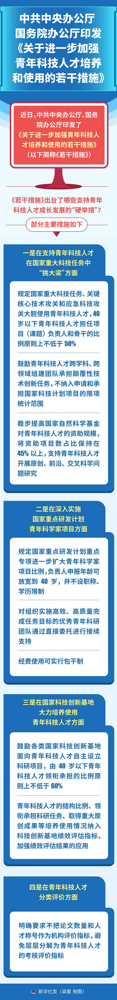 中共中央办公厅
国务院办公厅印发
《关于进一步加强
青年科技人才培养
和使用的若干措施》
近日，中共中央办公厅、国务
院办公厅印发了
《关于进一步加强青年科技人
才培养和使用的若干措施》
（以下简称《若干措施》）
《若干措施》出台了哪些支持青年
科技人才成长发展的“硬举措”？
部分主要措施如下
一是在支持青年科技人才
在国家重大科技任务中
“挑大梁”方面
规定国家重大科技任务、关键
核心技术攻关和应急科技攻
关大胆使用青年科技人才，40
岁以下青年科技人才担任项
目（课题）负责人和骨干的比
例原则上不低于 50%
鼓励青年科技人才跨学科、跨
领域组建团队承担颠覆性技
术创新任务，不纳入申请和承
担国家科技计划项目的限项
统计范围
稳步提高国家自然科学基金
对青年科技人才的资助规模，
将资助项目数占比保持在
45% 以上，支持青年科技人才
开展原创、前沿、交叉科学问
题研究
二是在深入实施
国家重点研发计划
青年科学家项目方面
规定国家重点研发计划重点
专项进一步扩大青年科学家
项目比例，负责人申报年龄可
放宽到 40 岁，并不设职称、
学历限制
对组织实施高效、高质量完
成任务目标的优秀青年科研
团队通过直接委托进行接续
支持
经费使用可实行包干制
三是在国家科技创新基地
大力培养使用
青年科技人才方面
鼓励各类国家科技创新基地
面向青年科技人才自主设立
科研项目，由 40 岁以下青年
科技人才领衔承担的比例原
则上不低于 60%
青年科技人才的结构比例、领
衔承担科研任务、取得重大原
创成果等培养使用情况纳入
科技创新基地绩效评估指标，
加强绩效评估结果的应用
四是在青年科技人才
分类评价方面
明确要求不把论文数量和人
才称号作为机构评价指标，避
免层层分解为青年科技人才
的考核评价指标
新华社发（梁晨 制图）